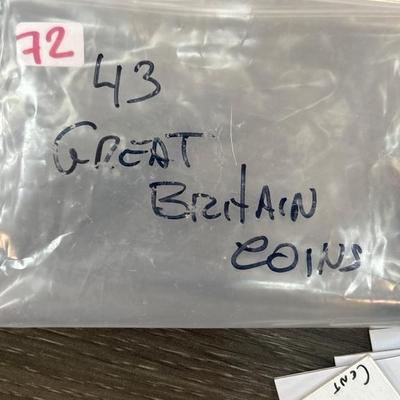 72
43
GREAT
BRITAIN
COINS
CENT